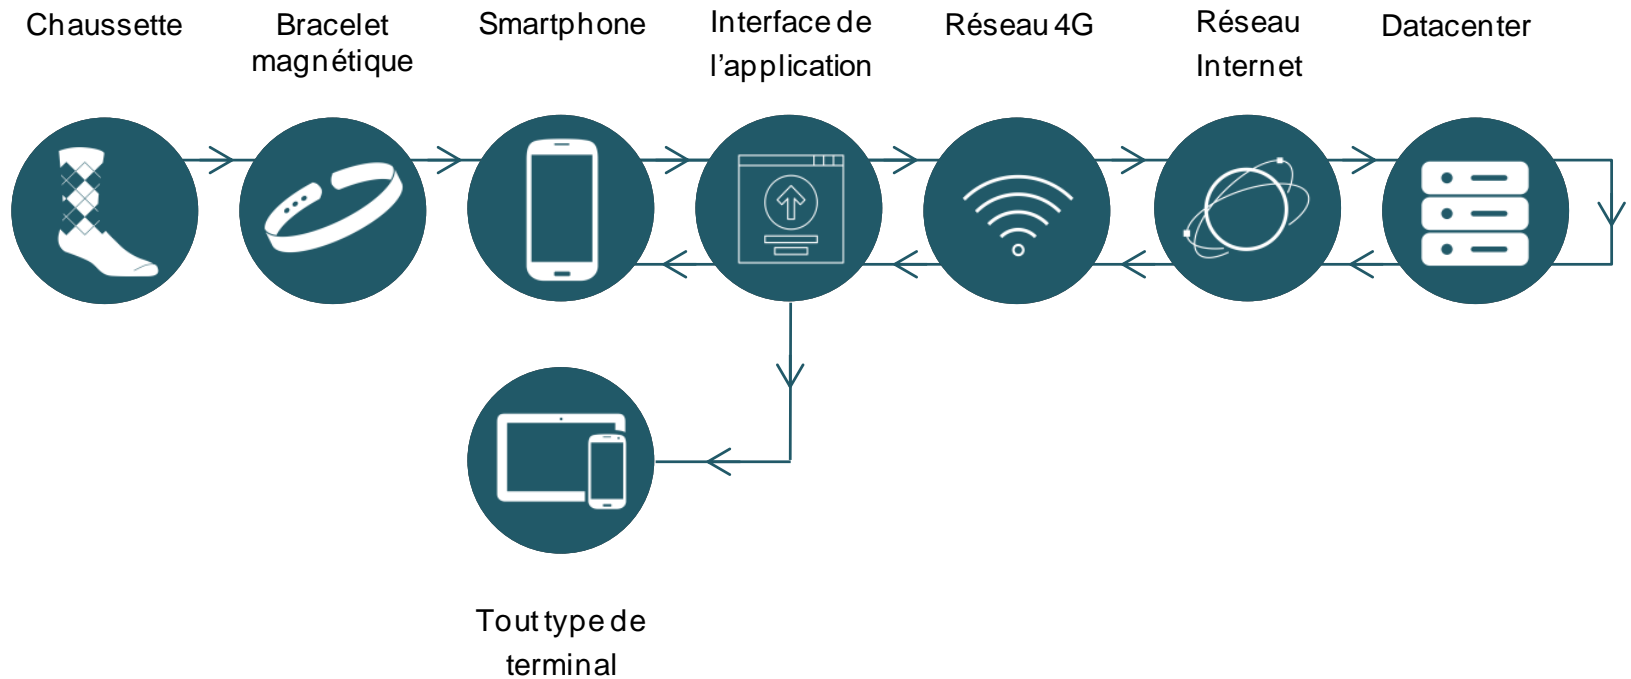 Chaussette
Bracelet
magnétique
Smartphone
Interface de
l'application
Réseau 4G
Réseau
Internet
Datacenter
Tout type de
terminal